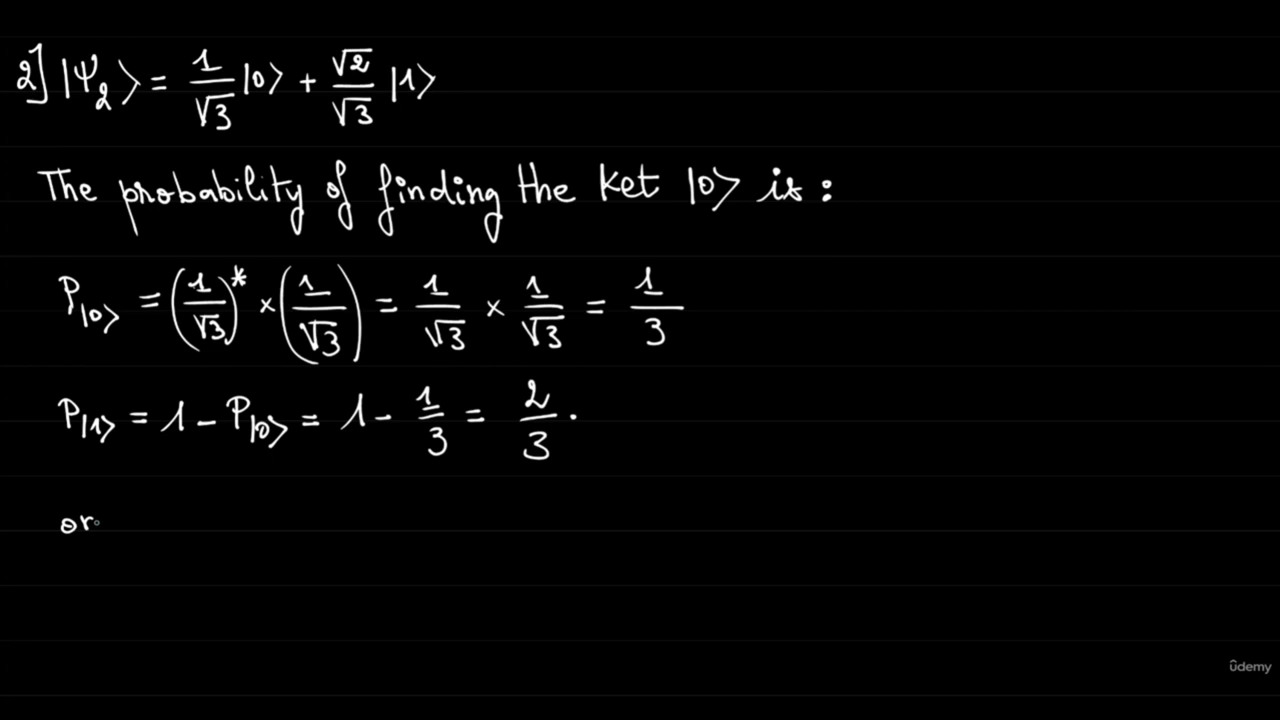 2] |Ψ₂⟩ = 1/√3 |0⟩ + √2/√3 |1⟩
The probability of finding the ket |0⟩ is :
P|0⟩ = (1/√3)* × (1/√3) = 1/√3 × 1/√3 = 1/3
P|1⟩ = 1 - P|0⟩ = 1 - 1/3 = 2/3 .
or
ûdemy